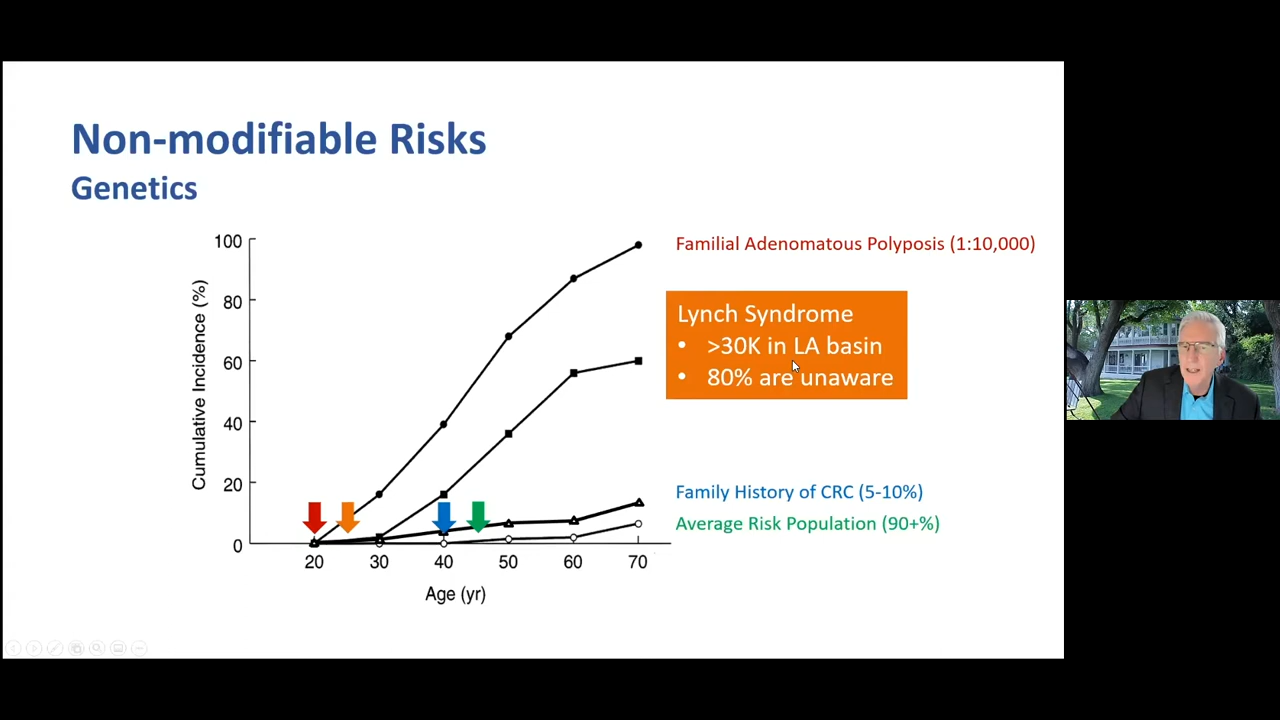 Non-modifiable Risks
Genetics
100
80
60
40
20
0
Cumulative Incidence (%)
20 30 40 50 60 70
Age (yr)
Familial Adenomatous Polyposis (1:10,000)
Lynch Syndrome
• >30K in LA basin
• 80% are unaware
Family History of CRC (5-10%)
Average Risk Population (90+%)